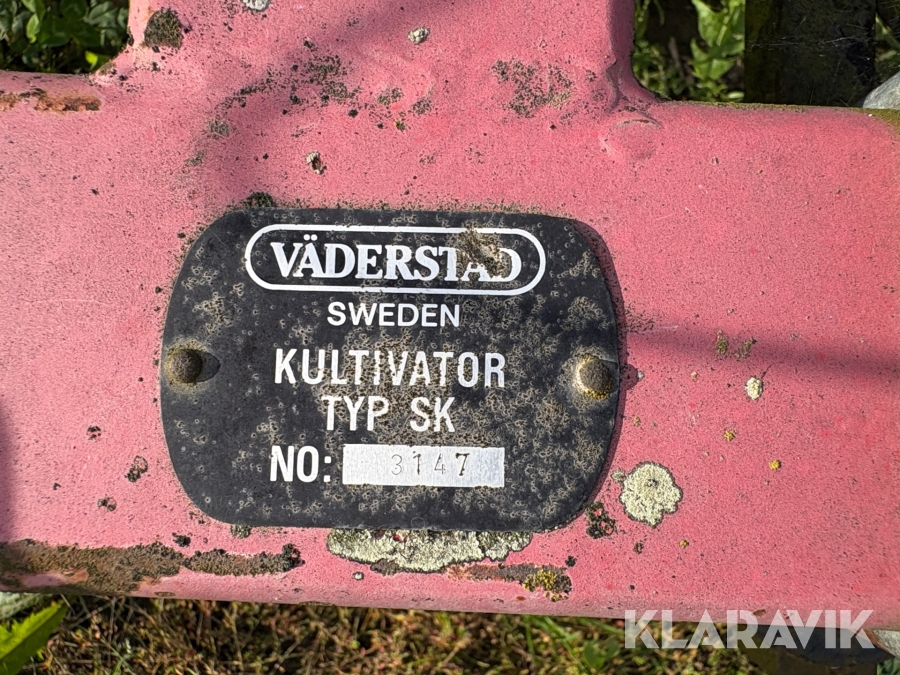 VÄDERSTAD
SWEDEN
KULTIVATOR
TYP SK
NO: 3147
KLARAVIK